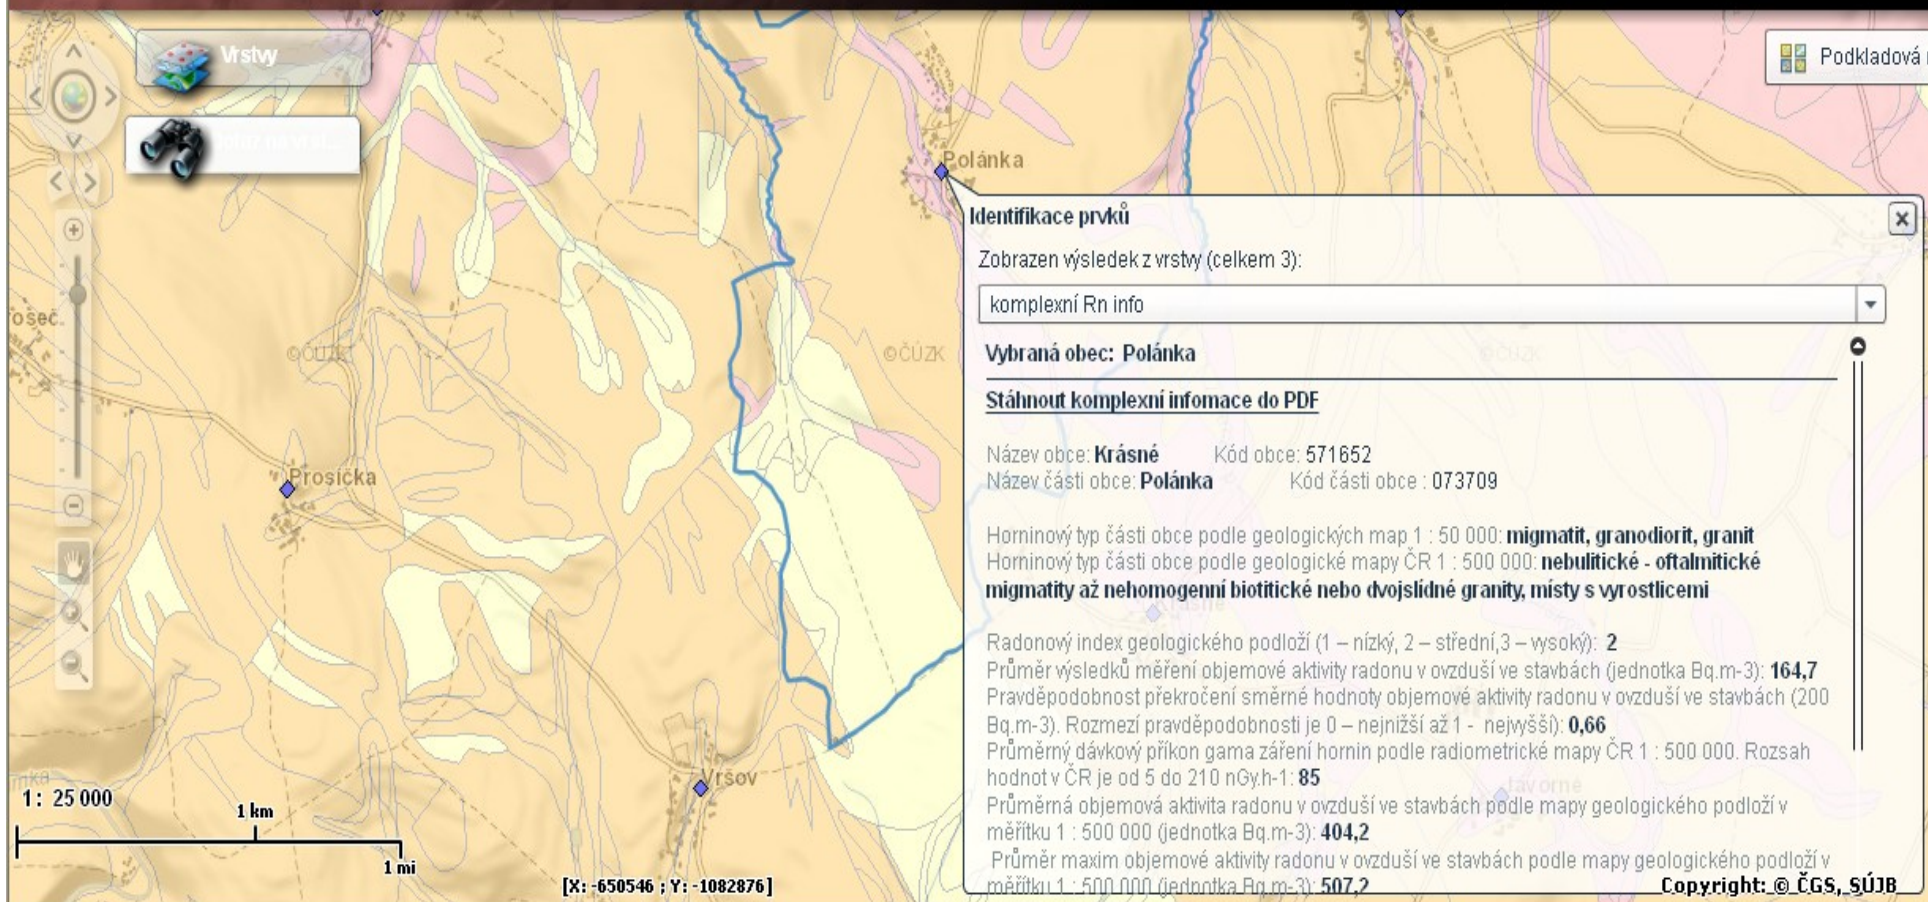 Vrstvy
Podkladová
Polánka
Identifikace prvků
Zobrazen výsledek z vrstvy (celkem 3):
komplexní Rn info
©ČÚZK
©ČÚZK
©ČÚZK
Vybraná obec: Polánka
Stáhnout komplexní infomace do PDF
Název obce: Krásné Kód obce: 571652
Název části obce: Polánka Kód části obce : 073709
Prosíčka
Horninový typ části obce podle geologických map 1 : 50 000: migmatit, granodiorit, granit
Horninový typ části obce podle geologické mapy ČR 1 : 500 000: nebulitické - oftalmitické
migmatity až nehomogenní biotitické nebo dvojslídné granity, místy s vyrostlicemi
Krásné
Radonový index geologického podloží (1 – nízký, 2 – střední,3 – vysoký): 2
Průměr výsledků měření objemové aktivity radonu v ovzduší ve stavbách (jednotka Bq.m-3): 164,7
Pravděpodobnost překročení směrné hodnoty objemové aktivity radonu v ovzduší ve stavbách (200
Bq.m-3). Rozmezí pravděpodobnosti je 0 – nejnižší až 1 - nejvyšší): 0,66
Průměrný dávkový příkon gama záření hornin podle radiometrické mapy ČR 1 : 500 000. Rozsah
hodnot v ČR je od 5 do 210 nGy.h-1: 85
Vršov
Javorné
Průměrná objemová aktivita radonu v ovzduší ve stavbách podle mapy geologického podloží v
měřítku 1 : 500 000 (jednotka Bq.m-3): 404,2
Průměr maxim objemové aktivity radonu v ovzduší ve stavbách podle mapy geologického podloží v
měřítku 1 : 500 000 (jednotka Bq.m-3): 507,2
1: 25 000
1 km
1 mi
[X: -650546 ; Y: -1082876]
Copyright: © ČGS, SÚJB